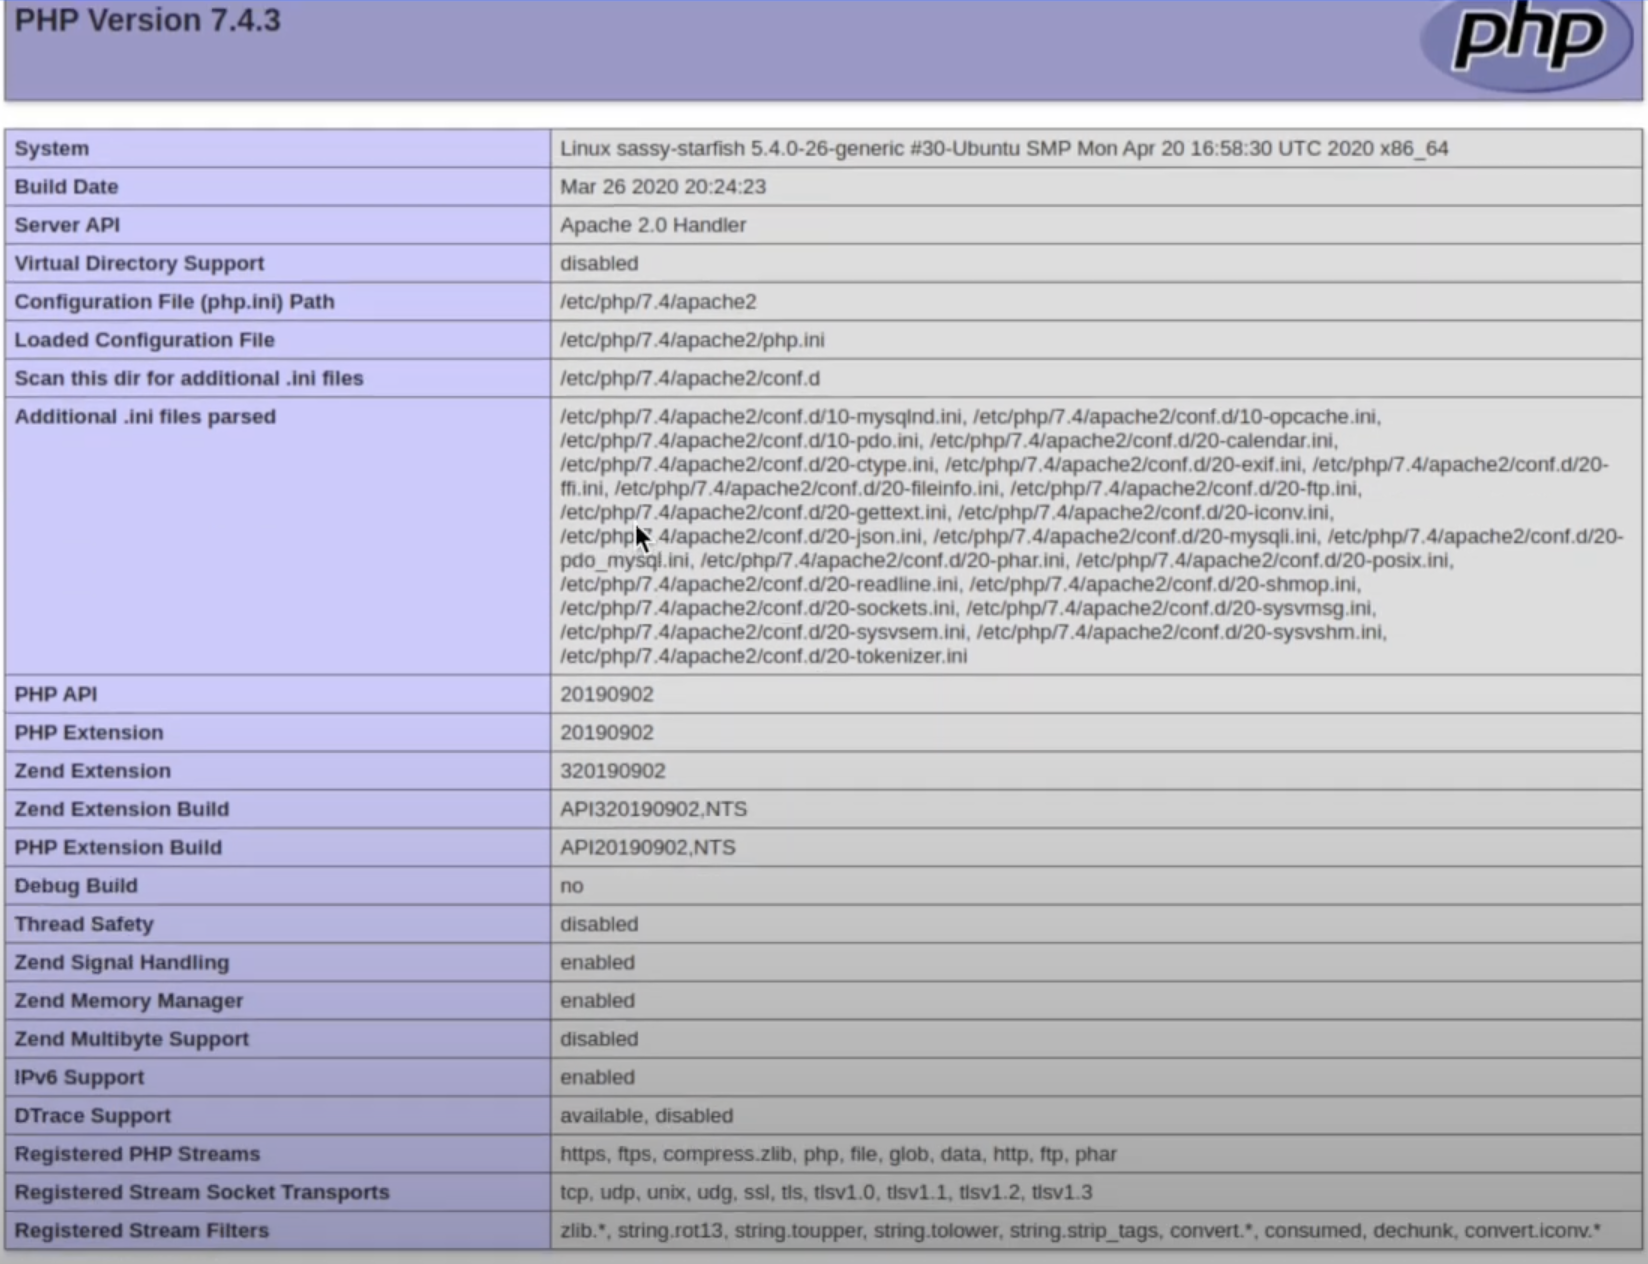 PHP Version 7.4.3
php
System Linux sassy-starfish 5.4.0-26-generic #30-Ubuntu SMP Mon Apr 20 16:58:30 UTC 2020 x86_64
Build Date Mar 26 2020 20:24:23
Server API Apache 2.0 Handler
Virtual Directory Support disabled
Configuration File (php.ini) Path /etc/php/7.4/apache2
Loaded Configuration File /etc/php/7.4/apache2/php.ini
Scan this dir for additional .ini files /etc/php/7.4/apache2/conf.d
Additional .ini files parsed /etc/php/7.4/apache2/conf.d/10-mysqlnd.ini, /etc/php/7.4/apache2/conf.d/10-opcache.ini,
/etc/php/7.4/apache2/conf.d/10-pdo.ini, /etc/php/7.4/apache2/conf.d/20-calendar.ini,
/etc/php/7.4/apache2/conf.d/20-ctype.ini, /etc/php/7.4/apache2/conf.d/20-exif.ini, /etc/php/7.4/apache2/conf.d/20-
ffi.ini, /etc/php/7.4/apache2/conf.d/20-fileinfo.ini, /etc/php/7.4/apache2/conf.d/20-ftp.ini,
/etc/php/7.4/apache2/conf.d/20-gettext.ini, /etc/php/7.4/apache2/conf.d/20-iconv.ini,
/etc/php/7.4/apache2/conf.d/20-json.ini, /etc/php/7.4/apache2/conf.d/20-mysqli.ini, /etc/php/7.4/apache2/conf.d/20-
pdo_mysql.ini, /etc/php/7.4/apache2/conf.d/20-phar.ini, /etc/php/7.4/apache2/conf.d/20-posix.ini,
/etc/php/7.4/apache2/conf.d/20-readline.ini, /etc/php/7.4/apache2/conf.d/20-shmop.ini,
/etc/php/7.4/apache2/conf.d/20-sockets.ini, /etc/php/7.4/apache2/conf.d/20-sysvmsg.ini,
/etc/php/7.4/apache2/conf.d/20-sysvsem.ini, /etc/php/7.4/apache2/conf.d/20-sysvshm.ini,
/etc/php/7.4/apache2/conf.d/20-tokenizer.ini
PHP API 20190902
PHP Extension 20190902
Zend Extension 320190902
Zend Extension Build API320190902,NTS
PHP Extension Build API20190902,NTS
Debug Build no
Thread Safety disabled
Zend Signal Handling enabled
Zend Memory Manager enabled
Zend Multibyte Support disabled
IPv6 Support enabled
DTrace Support available, disabled
Registered PHP Streams https, ftps, compress.zlib, php, file, glob, data, http, ftp, phar
Registered Stream Socket Transports tcp, udp, unix, udg, ssl, tls, tlsv1.0, tlsv1.1, tlsv1.2, tlsv1.3
Registered Stream Filters zlib.*, string.rot13, string.toupper, string.tolower, string.strip_tags, convert.*, consumed, dechunk, convert.iconv.*